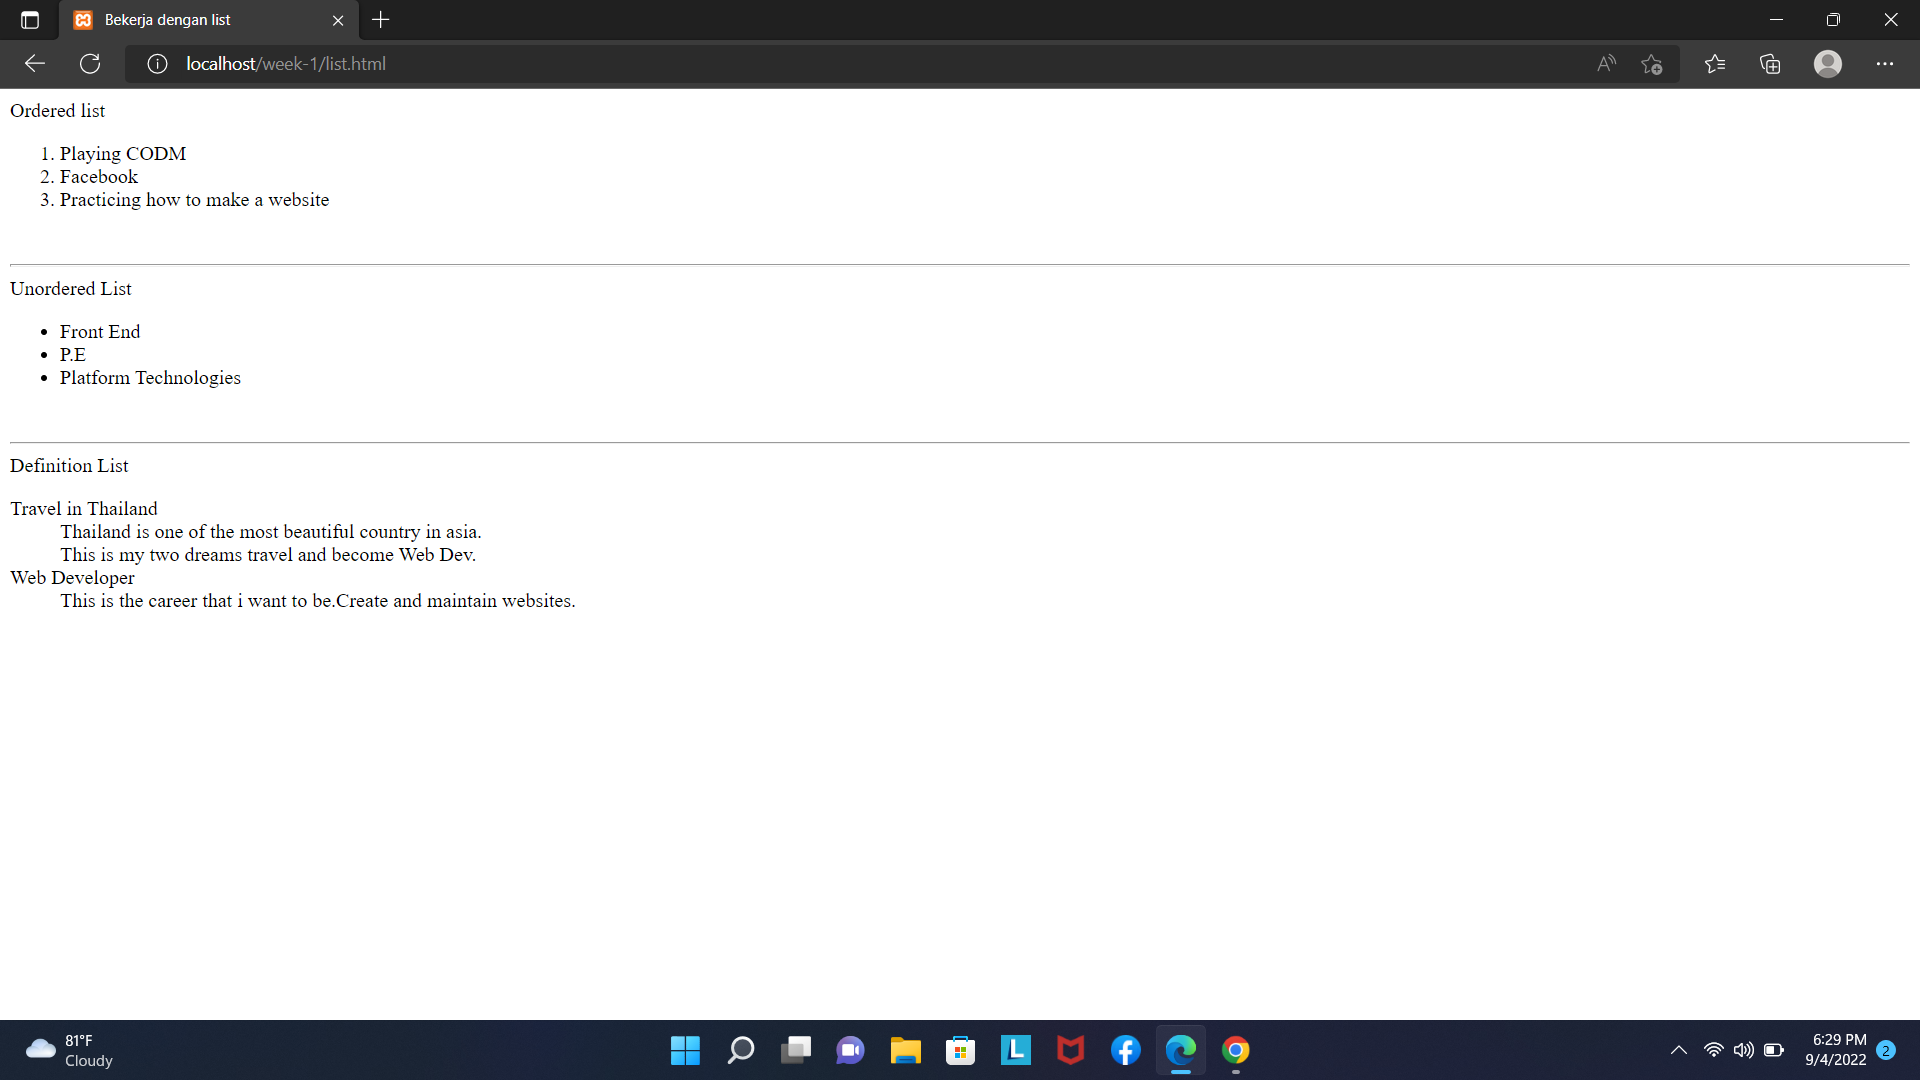 Bekerja dengan list
localhost/week-1/list.html
Ordered list
1. Playing CODM
2. Facebook
3. Practicing how to make a website
Unordered List
• Front End
• P.E
• Platform Technologies
Definition List
Travel in Thailand
Thailand is one of the most beautiful country in asia.
This is my two dreams travel and become Web Dev.
Web Developer
This is the career that i want to be.Create and maintain websites.
81°F
Cloudy
6:29 PM
9/4/2022
2